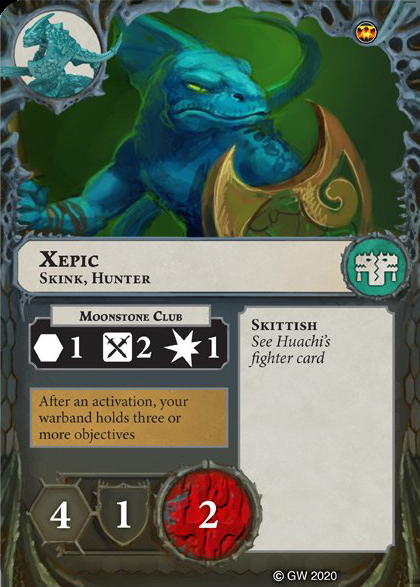 Xepic
Skink, Hunter
Moonstone Club
1 2 1
Skittish
See Huachi's
fighter card
After an activation, your
warband holds three or
more objectives
4 1 2
© GW 2020